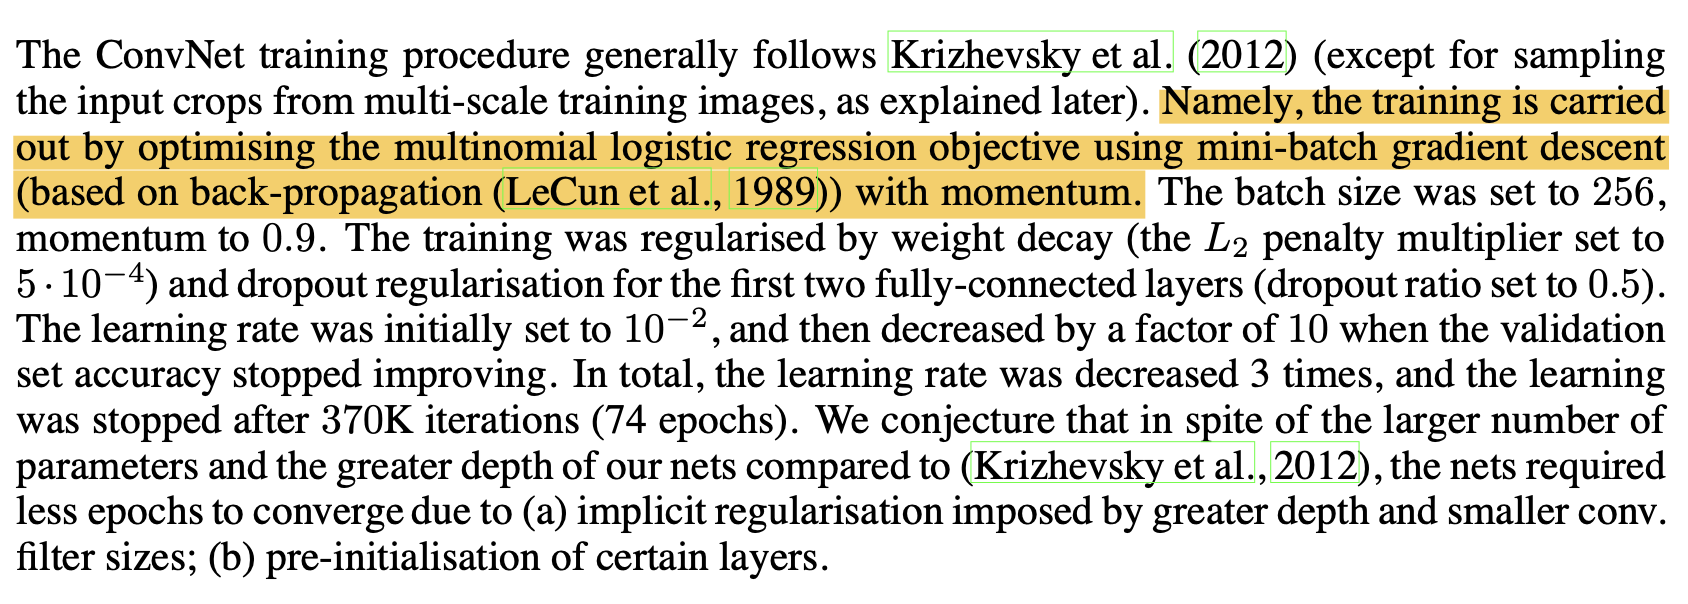 The ConvNet training procedure generally follows Krizhevsky et al. (2012) (except for sampling
the input crops from multi-scale training images, as explained later). Namely, the training is carried
out by optimising the multinomial logistic regression objective using mini-batch gradient descent
(based on back-propagation (LeCun et al., 1989)) with momentum. The batch size was set to 256,
momentum to 0.9. The training was regularised by weight decay (the L₂ penalty multiplier set to
5 · 10⁻⁴) and dropout regularisation for the first two fully-connected layers (dropout ratio set to 0.5).
The learning rate was initially set to 10⁻², and then decreased by a factor of 10 when the validation
set accuracy stopped improving. In total, the learning rate was decreased 3 times, and the learning
was stopped after 370K iterations (74 epochs). We conjecture that in spite of the larger number of
parameters and the greater depth of our nets compared to (Krizhevsky et al., 2012), the nets required
less epochs to converge due to (a) implicit regularisation imposed by greater depth and smaller conv.
filter sizes; (b) pre-initialisation of certain layers.